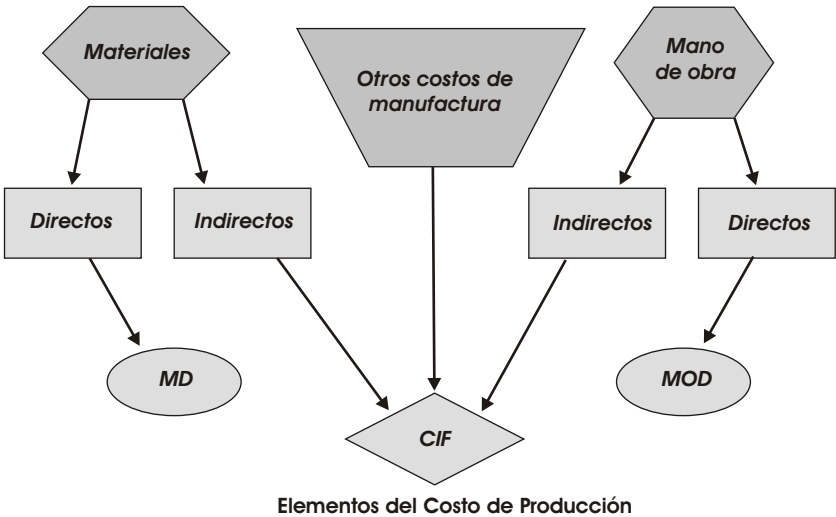 Materiales
Otros costos de
manufactura
Mano
de obra
Directos
Indirectos
Indirectos
Directos
MD
MOD
CIF
Elementos del Costo de Producción